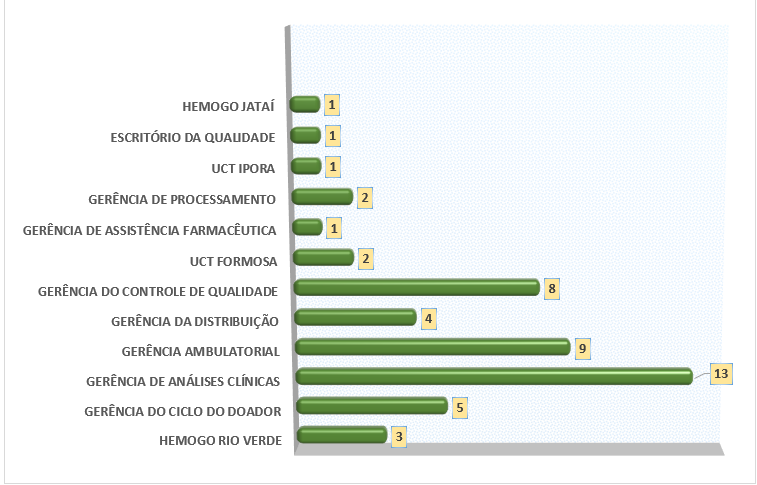 HEMOGO JATAÍ 1
ESCRITÓRIO DA QUALIDADE 1
UCT IPORA 1
GERÊNCIA DE PROCESSAMENTO 2
GERÊNCIA DE ASSISTÊNCIA FARMACÊUTICA 1
UCT FORMOSA 2
GERÊNCIA DO CONTROLE DE QUALIDADE 8
GERÊNCIA DA DISTRIBUIÇÃO 4
GERÊNCIA AMBULATORIAL 9
GERÊNCIA DE ANÁLISES CLÍNICAS 13
GERÊNCIA DO CICLO DO DOADOR 5
HEMOGO RIO VERDE 3